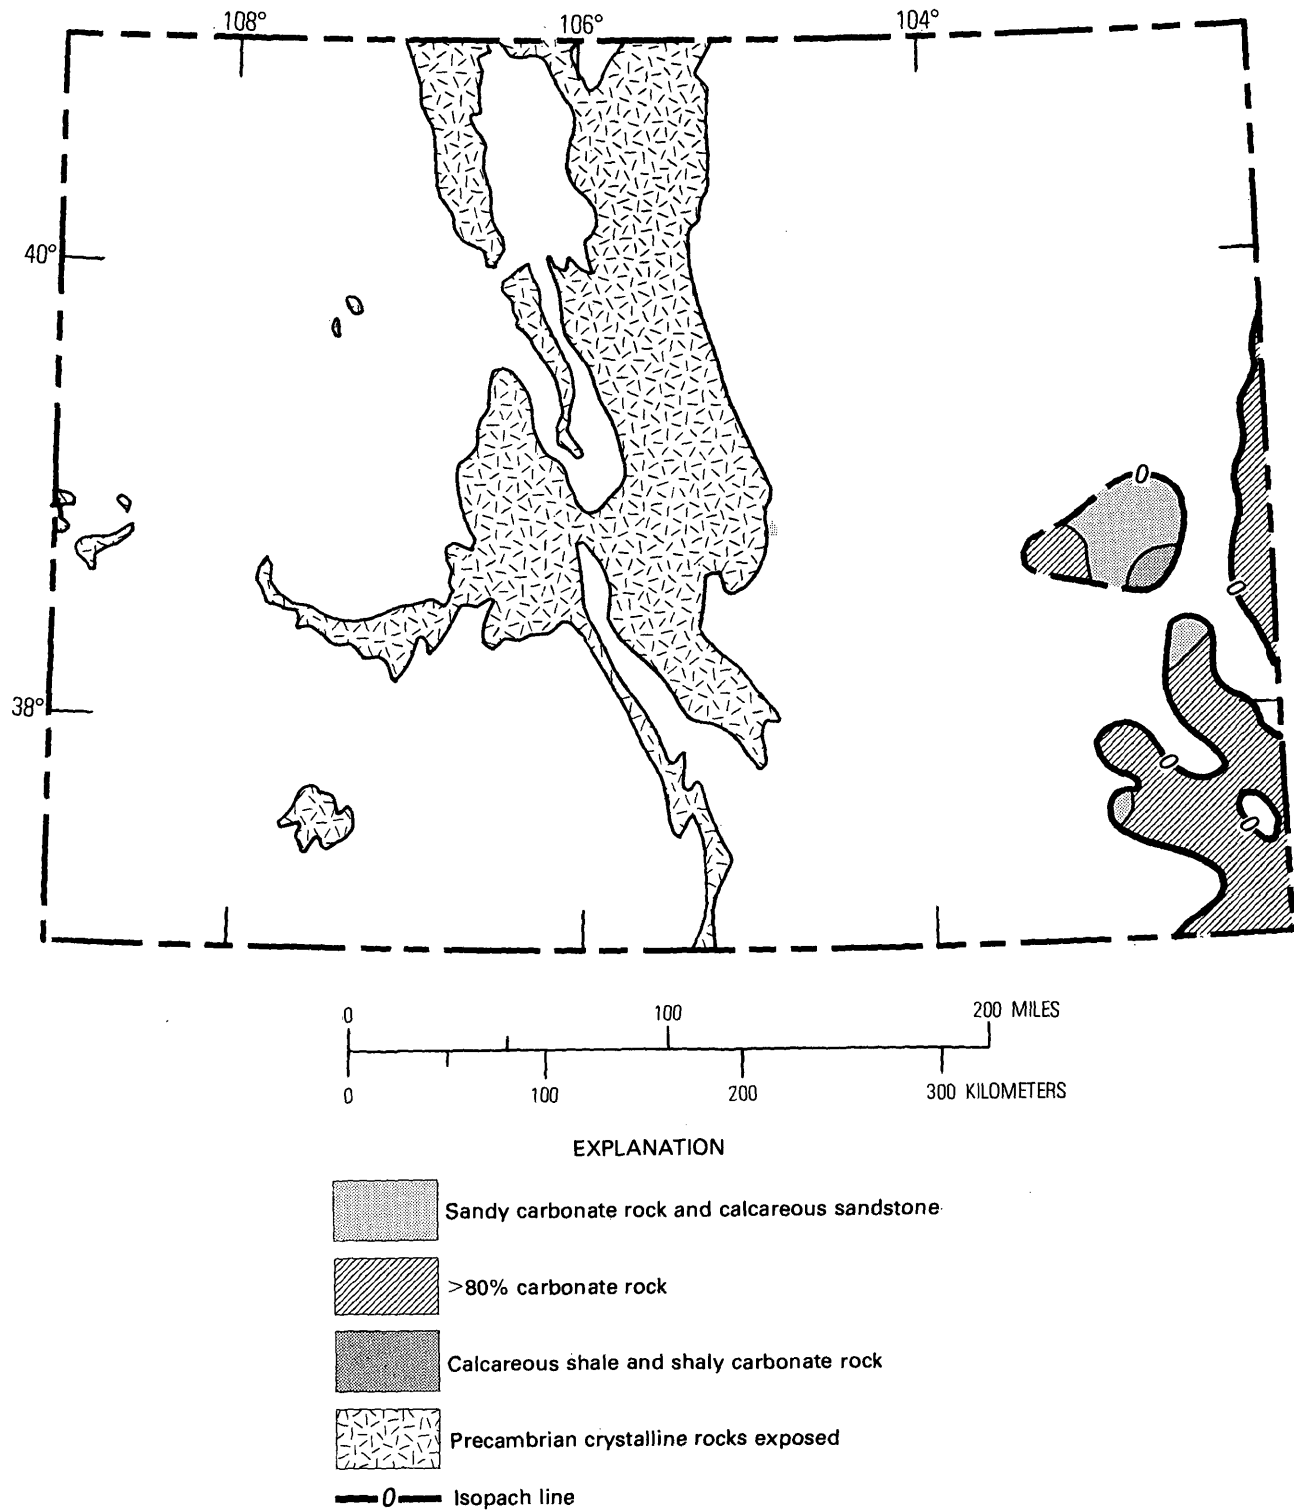 108° 106° 104°
40°
0
0
38°
0
0
0 100 200 MILES
0 100 200 300 KILOMETERS
EXPLANATION
Sandy carbonate rock and calcareous sandstone
>80% carbonate rock
Calcareous shale and shaly carbonate rock
Precambrian crystalline rocks exposed
0 Isopach line